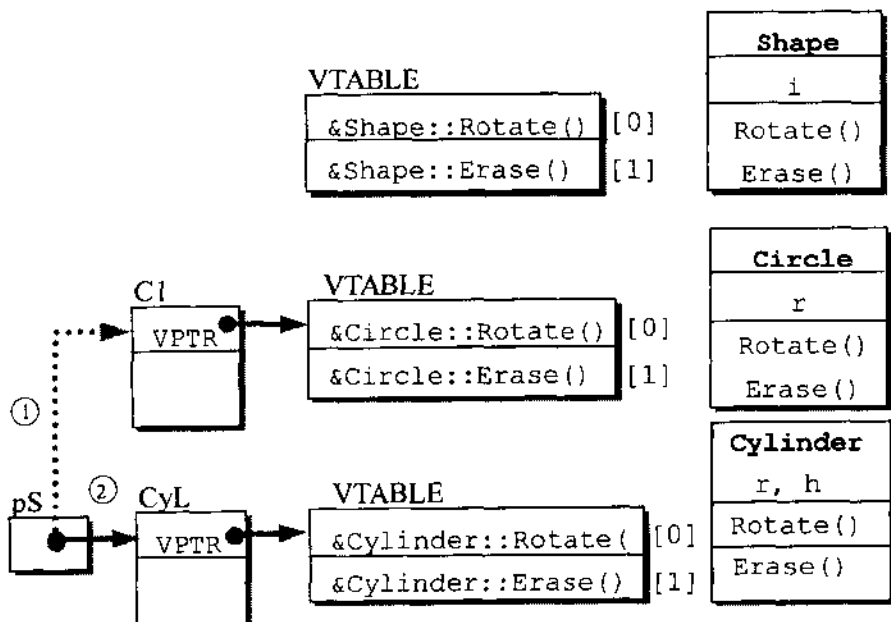 Shape
i
Rotate()
Erase()
VTABLE
&Shape::Rotate() [0]
&Shape::Erase() [1]
Circle
r
Rotate()
Erase()
C1
VPTR
VTABLE
&Circle::Rotate() [0]
&Circle::Erase() [1]
①
Cylinder
r, h
Rotate()
Erase()
pS
②
CyL
VPTR
VTABLE
&Cylinder::Rotate( [0]
&Cylinder::Erase() [1]